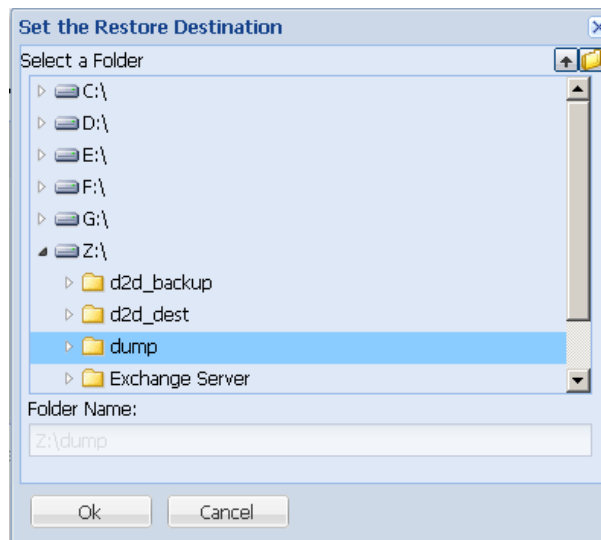 Set the Restore Destination
Select a Folder
C:\
D:\
E:\
F:\
G:\
Z:\
d2d_backup
d2d_dest
dump
Exchange Server
Folder Name:
Z:\dump
Ok
Cancel